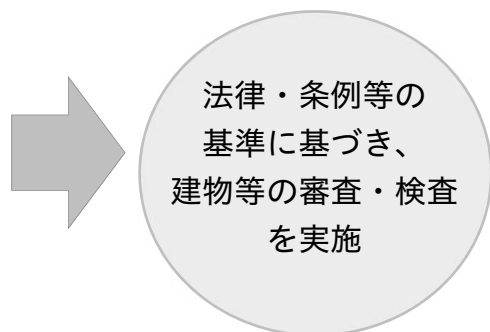 法律・条例等の
基準に基づき、
建物等の審査・検査
を実施